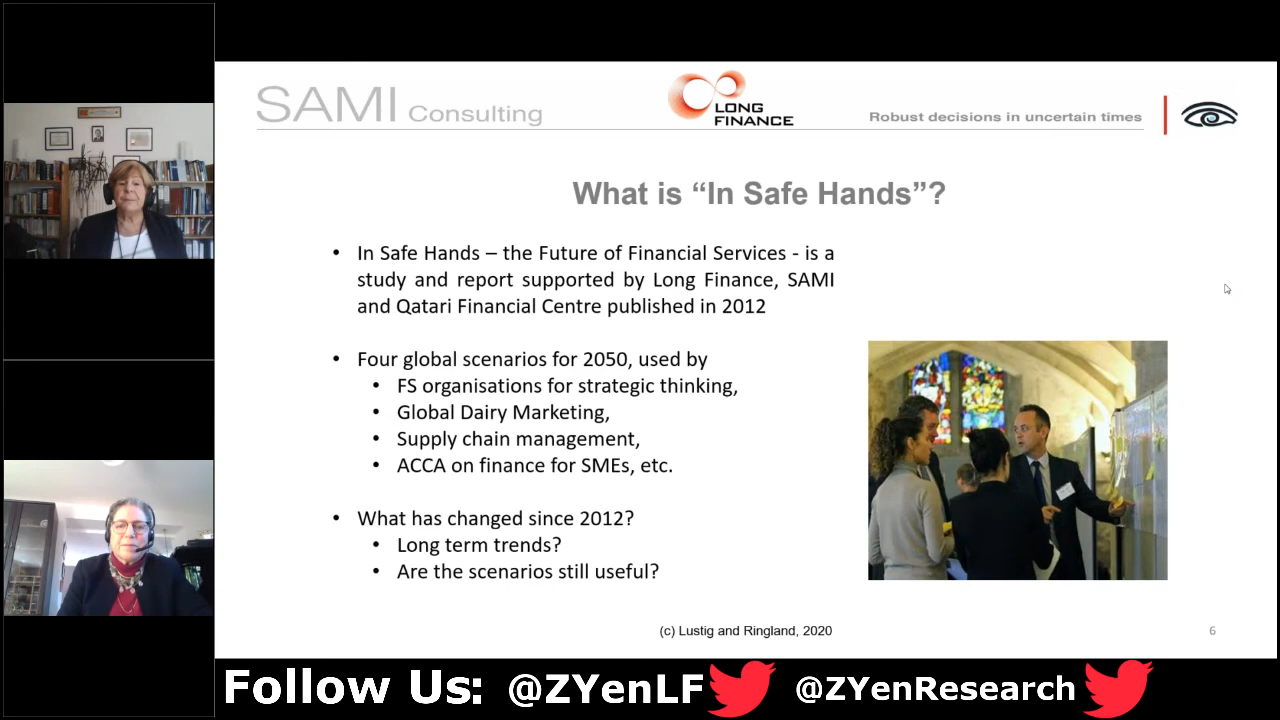 SAMI Consulting
LONG
FINANCE
Robust decisions in uncertain times
What is “In Safe Hands”?
• In Safe Hands – the Future of Financial Services - is a
study and report supported by Long Finance, SAMI
and Qatari Financial Centre published in 2012
• Four global scenarios for 2050, used by
• FS organisations for strategic thinking,
• Global Dairy Marketing,
• Supply chain management,
• ACCA on finance for SMEs, etc.
• What has changed since 2012?
• Long term trends?
• Are the scenarios still useful?
(c) Lustig and Ringland, 2020
6
Follow Us: @ZYenLF @ZYenResearch